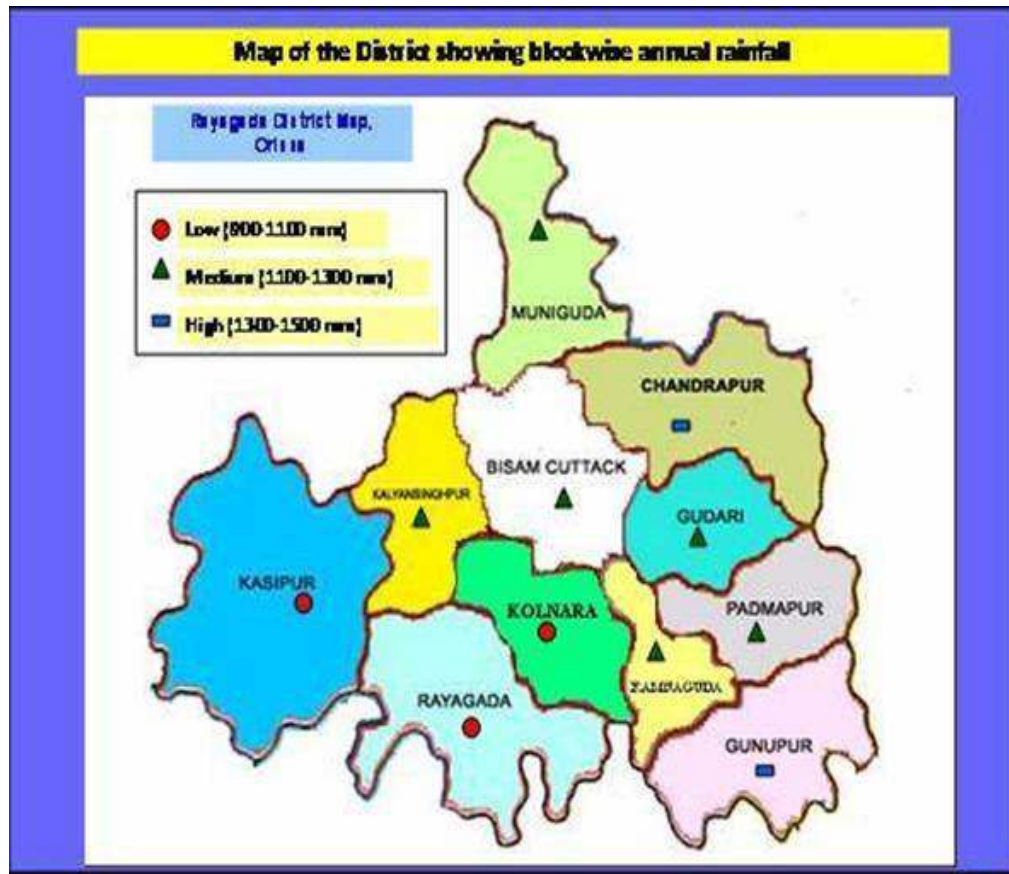 Map of the District showing blockwise annual rainfall
Rayagada District Map,
Orissa
Low (900-1100 mm)
Medium (1100-1300 mm)
High (1300-1500 mm)
MUNIGUDA
CHANDRAPUR
BISAM CUTTACK
KALYANSINGHPUR
GUDARI
KASIPUR
KOLNARA
PADMAPUR
RAYAGADA
GUNUPUR